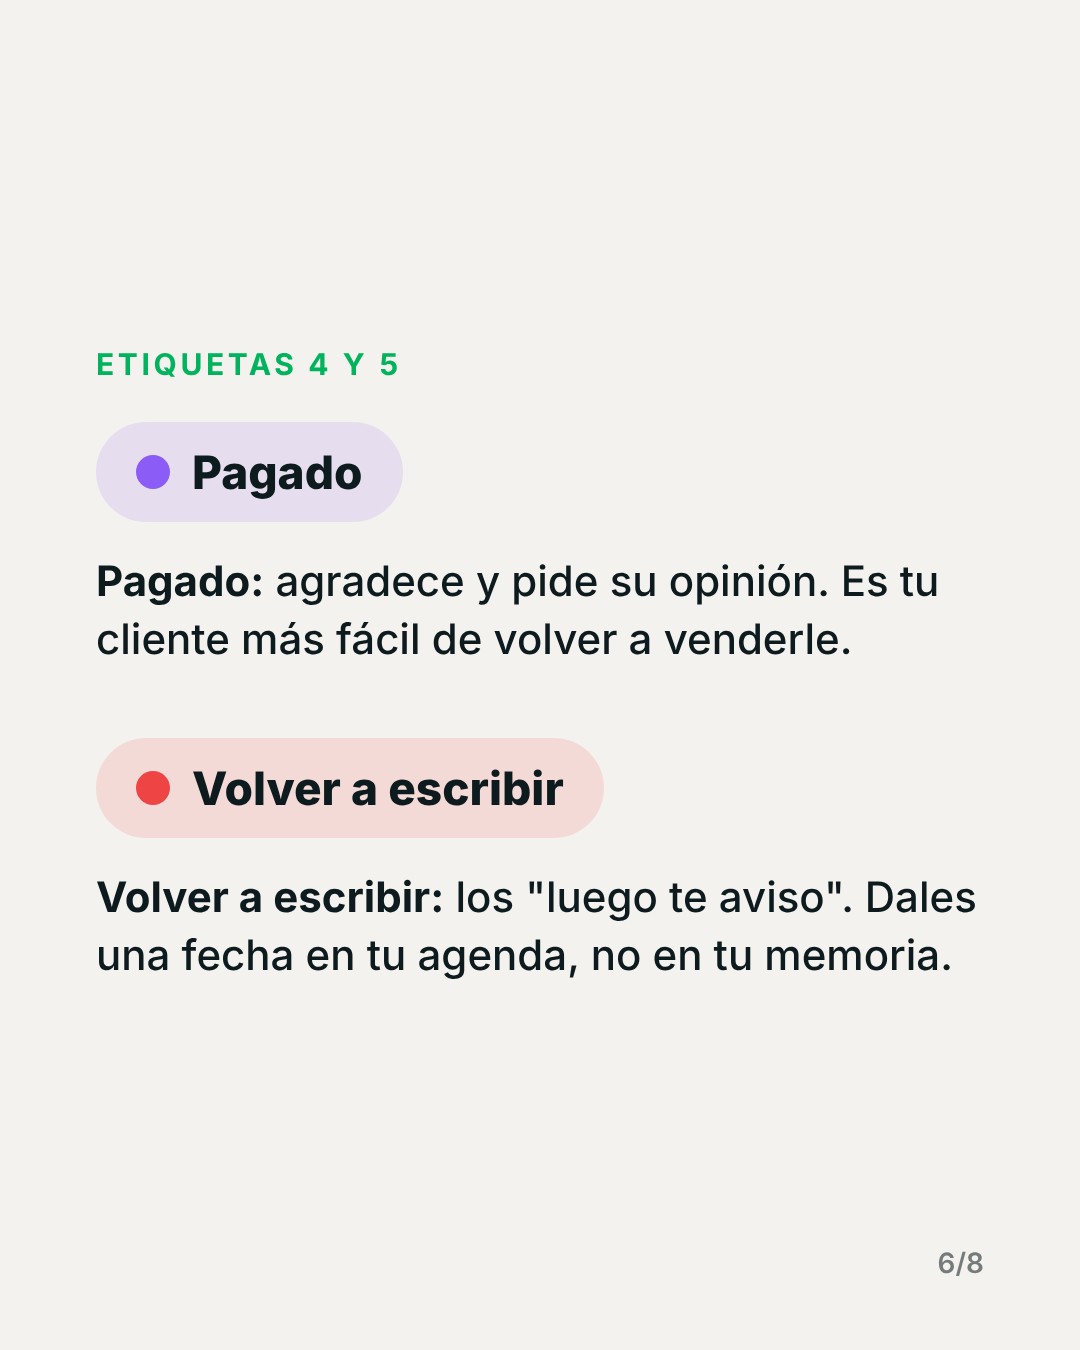 ETIQUETAS 4 Y 5
Pagado
Pagado: agradece y pide su opinión. Es tu
cliente más fácil de volver a venderle.
Volver a escribir
Volver a escribir: los "luego te aviso". Dales
una fecha en tu agenda, no en tu memoria.
6/8